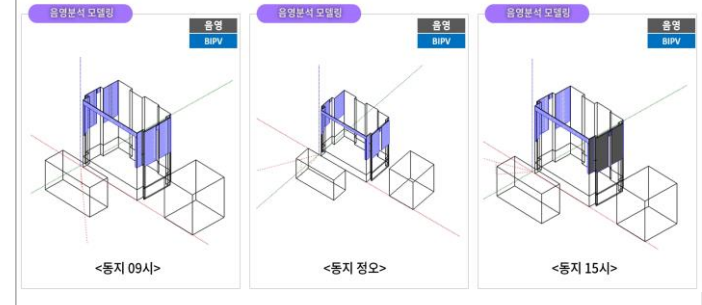 음영분석 모델링
음영
BIPV
<동지 09시>
음영분석 모델링
음영
BIPV
<동지 정오>
음영분석 모델링
음영
BIPV
<동지 15시>